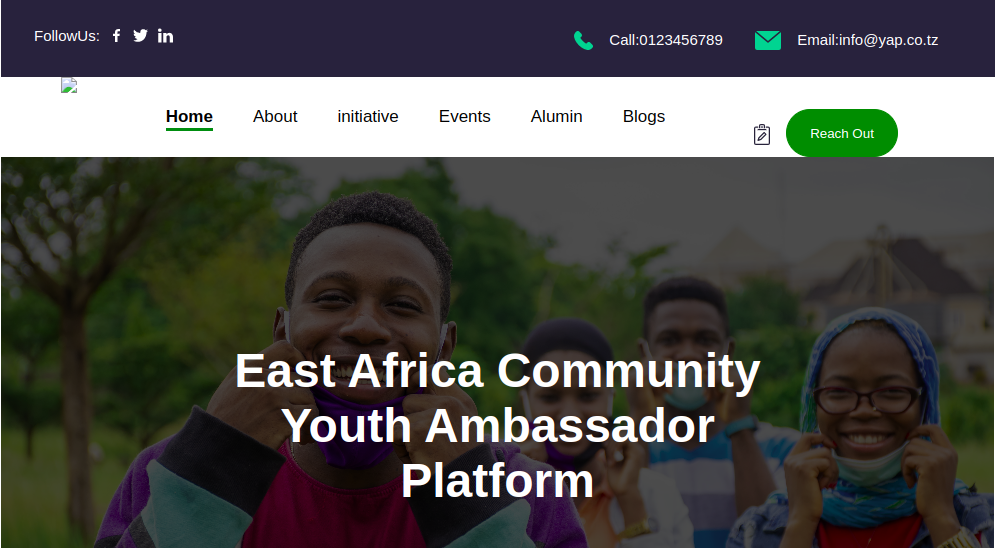 FollowUs:
Call:0123456789
Email:info@yap.co.tz
Home
About
initiative
Events
Alumin
Blogs
Reach Out
East Africa Community
Youth Ambassador
Platform